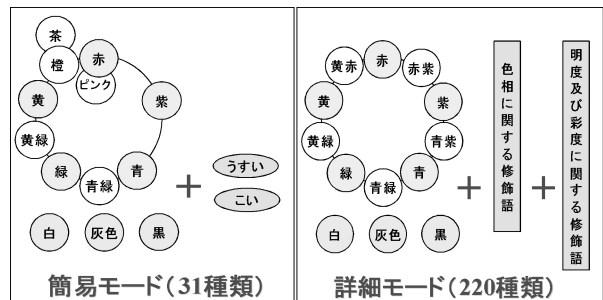 茶
橙
赤
ピンク
黄
紫
黄緑
緑
青
青緑
うすい
こい
白
灰色
黒
簡易モード(31種類)
赤
黄赤
赤紫
黄
紫
黄緑
青紫
緑
青
青緑
白
灰色
黒
色相に関する修飾語
明度及び彩度に関する修飾語
詳細モード(220種類)